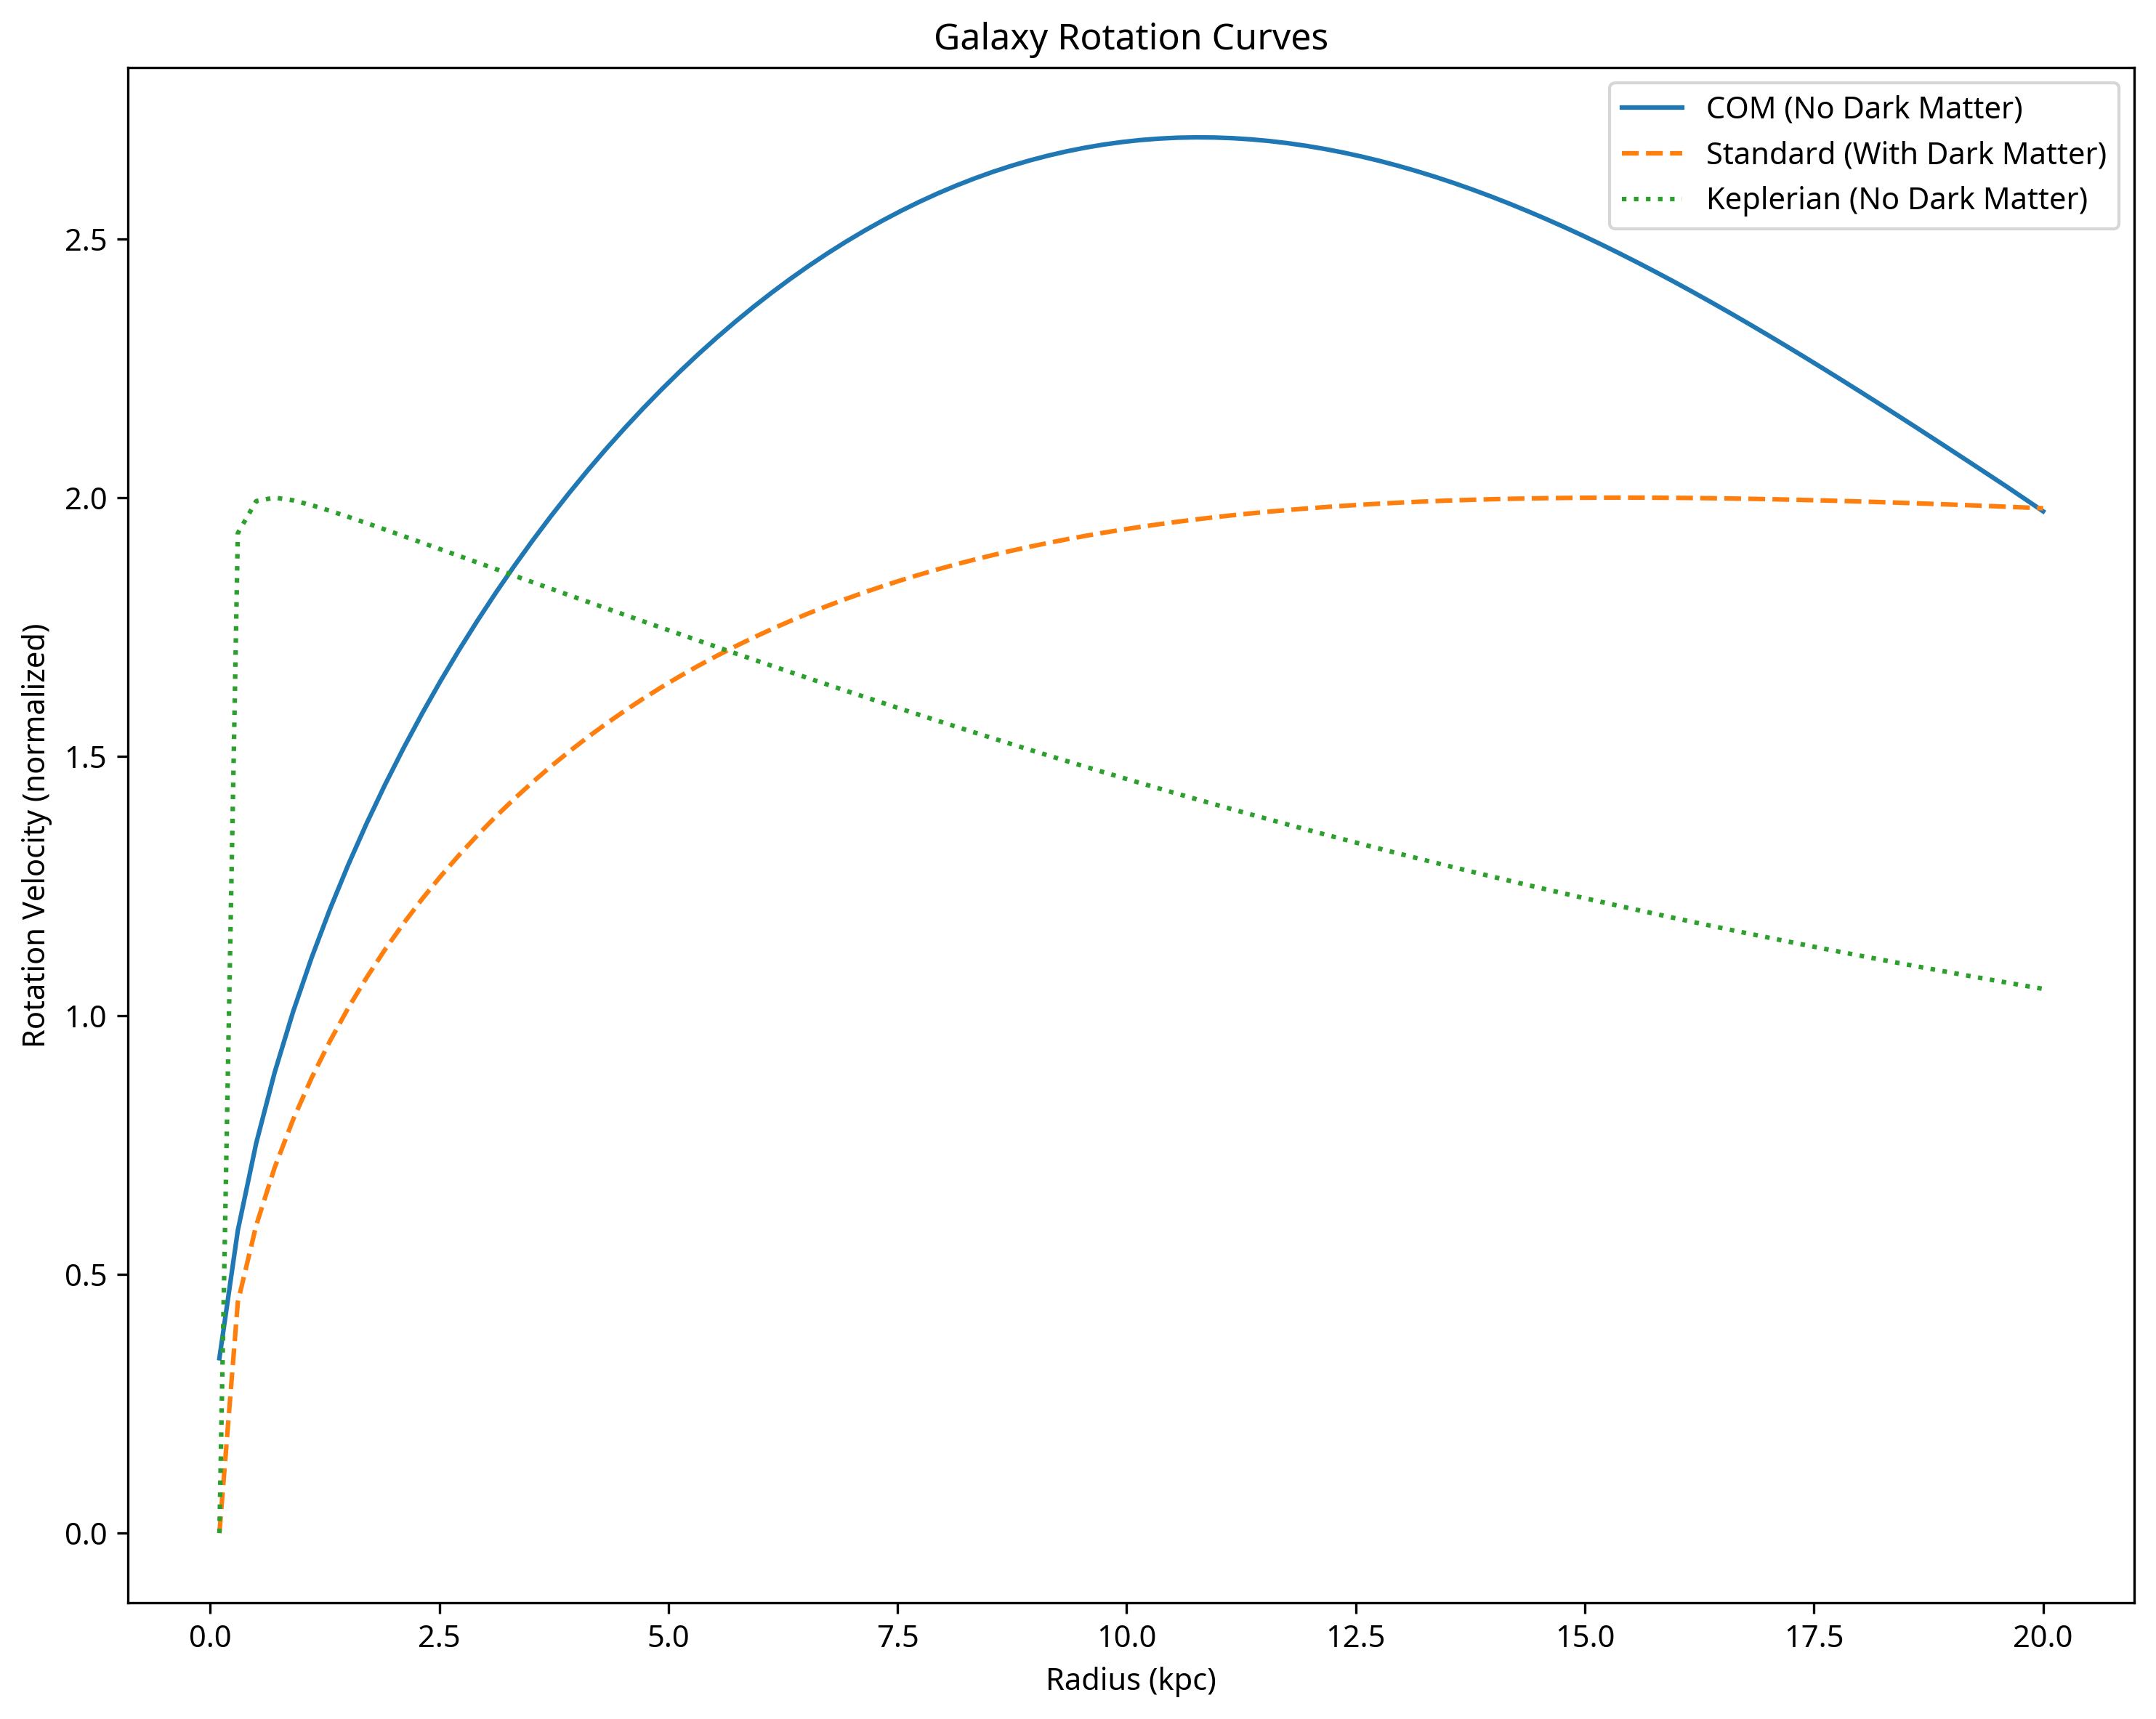 Galaxy Rotation Curves
COM (No Dark Matter)
Standard (With Dark Matter)
Keplerian (No Dark Matter)
Rotation Velocity (normalized)
2.5
2.0
1.5
1.0
0.5
0.0
0.0 2.5 5.0 7.5 10.0 12.5 15.0 17.5 20.0
Radius (kpc)